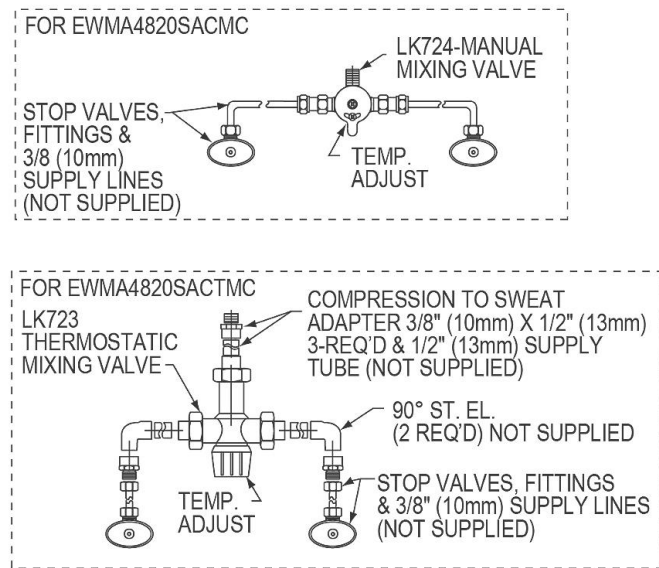 FOR EWMA4820SACMC
LK724-MANUAL
MIXING VALVE
STOP VALVES,
FITTINGS &
3/8 (10mm)
SUPPLY LINES
(NOT SUPPLIED)
TEMP.
ADJUST
FOR EWMA4820SACTMC
LK723
THERMOSTATIC
MIXING VALVE
COMPRESSION TO SWEAT
ADAPTER 3/8" (10mm) X 1/2" (13mm)
3-REQ'D & 1/2" (13mm) SUPPLY
TUBE (NOT SUPPLIED)
90° ST. EL.
(2 REQ'D) NOT SUPPLIED
TEMP.
ADJUST
STOP VALVES, FITTINGS
& 3/8" (10mm) SUPPLY LINES
(NOT SUPPLIED)